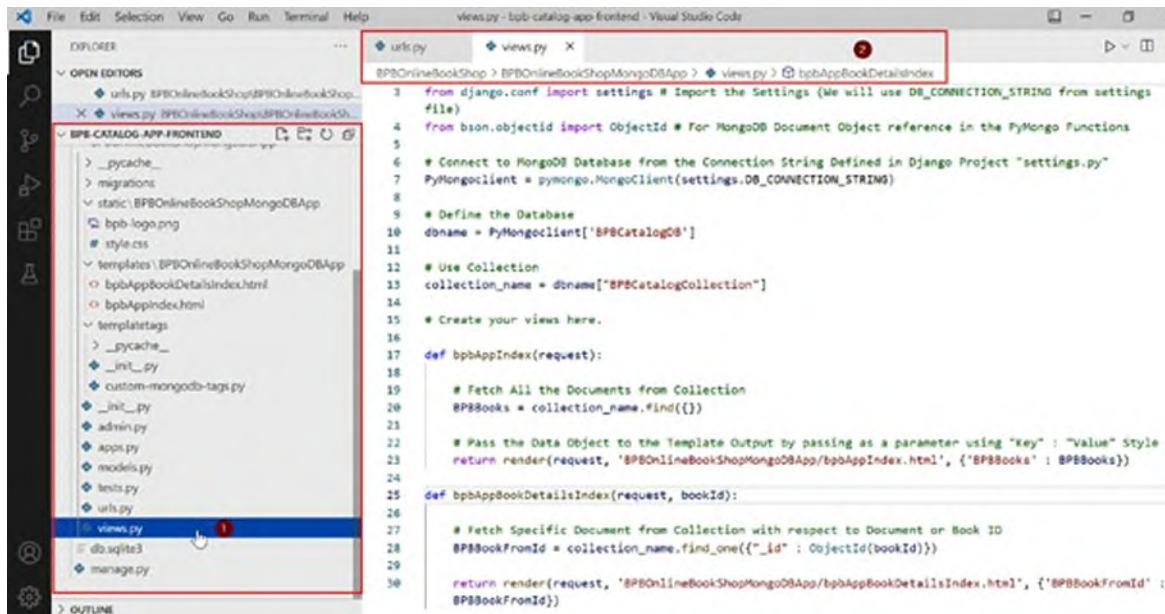 File Edit Selection View Go Run Terminal Help
views.py - bpb-catalog-app-frontend - Visual Studio Code
EXPLORER
OPEN EDITORS
urls.py BPBOnlineBookShop\BPBOnlineBookShop...
views.py BPBOnlineBookShop\BPBOnlineBookSh...
BPB-CATALOG-APP-FRONTEND
__pycache__
migrations
static\BPBOnlineBookShopMongoDBApp
bpb-logo.png
style.css
templates\BPBOnlineBookShopMongoDBApp
bpbAppBookDetailsIndex.html
bpbAppIndex.html
templatetags
__pycache__
__init__.py
custom-mongodb-tags.py
__init__.py
admin.py
apps.py
models.py
tests.py
urls.py
views.py
1
db.sqlite3
manage.py
OUTLINE
urls.py
views.py
2
BPBOnlineBookShop > BPBOnlineBookShopMongoDBApp > views.py > bpbAppBookDetailsIndex
3 from django.conf import settings # Import the Settings (We will use DB_CONNECTION_STRING from settings
file)
4 from bson.objectid import ObjectId # For MongoDB Document Object reference in the PyMongo Functions
5
6 # Connect to MongoDB Database from the Connection String Defined in Django Project "settings.py"
7 PyMongoclient = pymongo.MongoClient(settings.DB_CONNECTION_STRING)
8
9 # Define the Database
10 dbname = PyMongoclient['BPBCatalogDB']
11
12 # Use Collection
13 collection_name = dbname["BPBCatalogCollection"]
14
15 # Create your views here.
16
17 def bpbAppIndex(request):
18
19 # Fetch All the Documents from Collection
20 BPBBooks = collection_name.find({})
21
22 # Pass the Data Object to the Template Output by passing as a parameter using "Key" : "Value" Style
23 return render(request, 'BPBOnlineBookShopMongoDBApp/bpbAppIndex.html', {'BPBBooks' : BPBBooks})
24
25 def bpbAppBookDetailsIndex(request, bookId):
26
27 # Fetch Specific Document from Collection with respect to Document or Book ID
28 BPBBookFromId = collection_name.find_one({"_id" : ObjectId(bookId)})
29
30 return render(request, 'BPBOnlineBookShopMongoDBApp/bpbAppBookDetailsIndex.html', {'BPBBookFromId' :
BPBBookFromId})